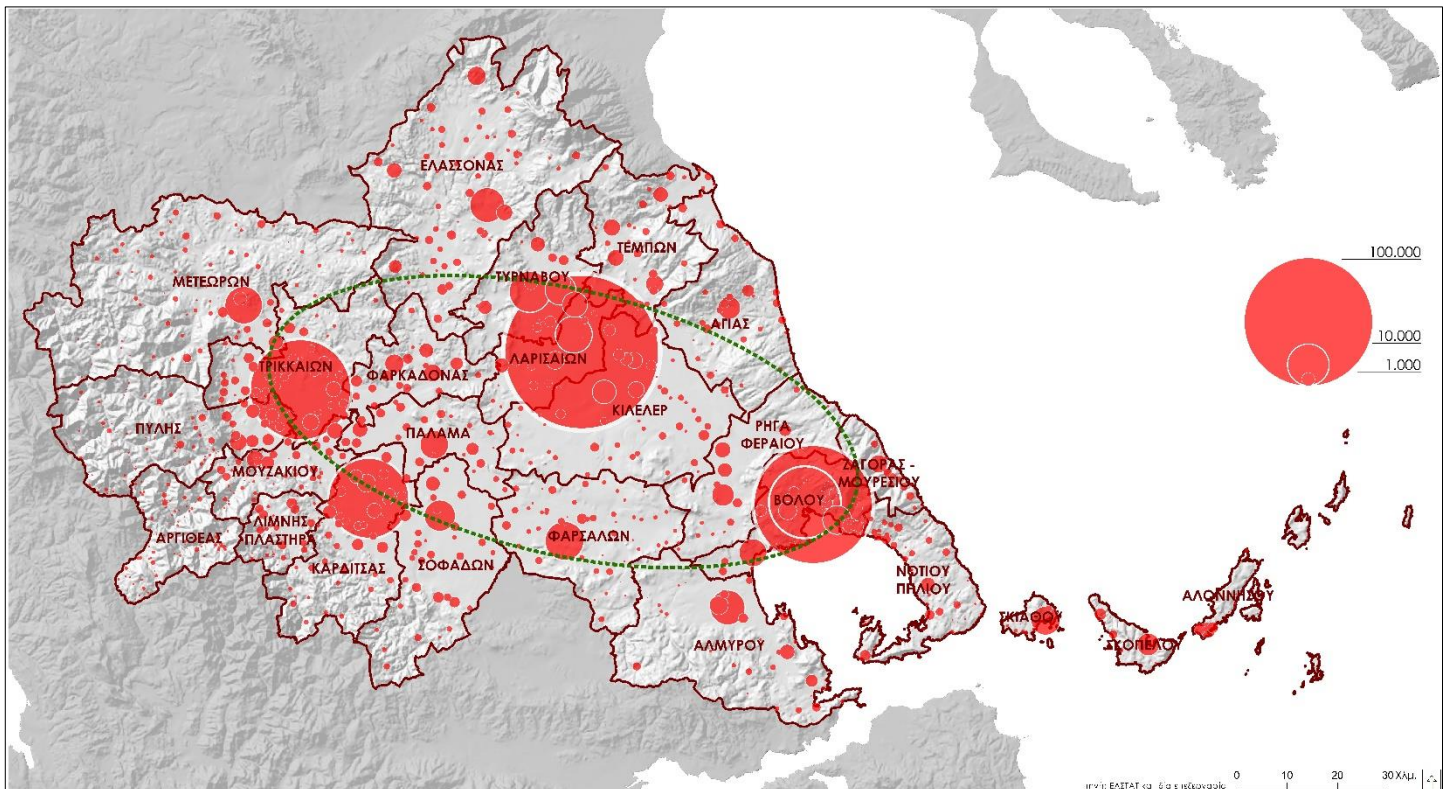 ΕΛΑΣΣΟΝΑΣ
ΤΕΜΠΩΝ
ΤΥΡΝΑΒΟΥ
ΜΕΤΕΩΡΩΝ
ΑΓΙΑΣ
ΤΡΙΚΚΑΙΩΝ
ΛΑΡΙΣΑΙΩΝ
ΦΑΡΚΑΔΟΝΑΣ
ΚΙΛΕΛΕΡ
ΠΥΛΗΣ
ΠΑΛΑΜΑ
ΡΗΓΑ
ΦΕΡΑΙΟΥ
ΜΟΥΖΑΚΙΟΥ
ΖΑΓΟΡΑΣ -
ΜΟΥΡΕΣΙΟΥ
ΒΟΛΟΥ
ΛΙΜΝΗΣ
ΠΛΑΣΤΗΡΑ
ΑΡΓΙΘΕΑΣ
ΦΑΡΣΑΛΩΝ
ΚΑΡΔΙΤΣΑΣ
ΣΟΦΑΔΩΝ
ΝΟΤΙΟΥ
ΠΗΛΙΟΥ
ΑΛΜΥΡΟΥ
ΣΚΙΑΘΟΥ
ΣΚΟΠΕΛΟΥ
ΑΛΟΝΝΗΣΟΥ
100.000
10.000
1.000
0 10 20 30 Χλμ.
ΕΛΣΤΑΤ